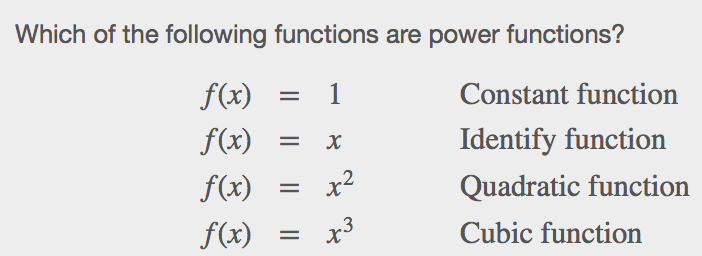 Which of the following functions are power functions?
f(x) = 1 Constant function
f(x) = x Identify function
f(x) = x² Quadratic function
f(x) = x³ Cubic function